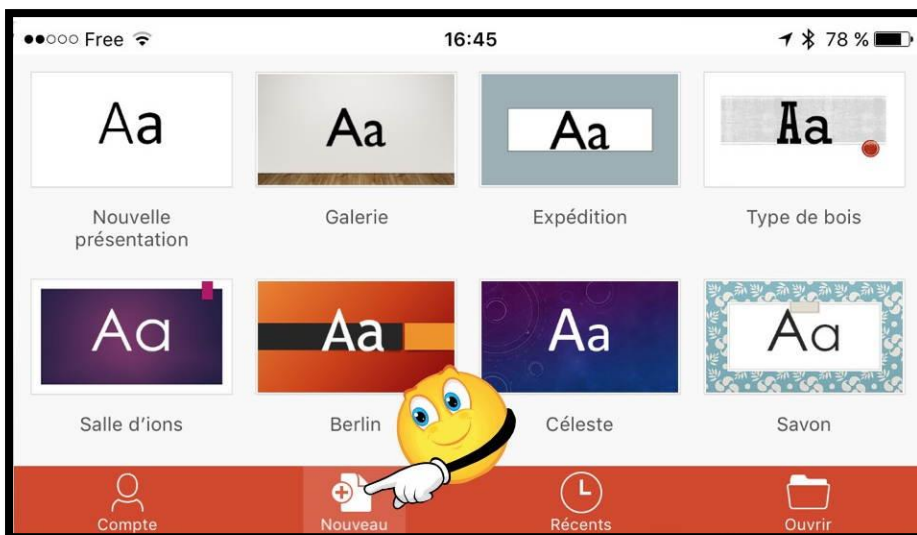 ●●○○○ Free 16:45 78 %
Aa Aa Aa Aa
Nouvelle présentation
Galerie Expédition Type de bois
Aa Aa Aa Aa
Salle d'ions Berlin Céleste Savon
Compte Nouveau Récents Ouvrir